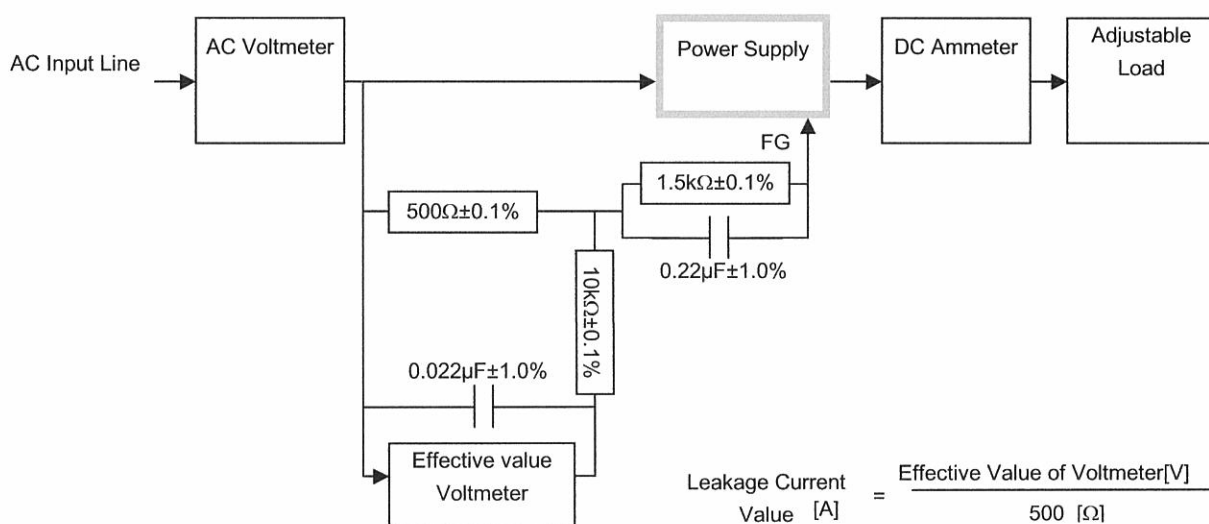 AC Input Line
AC Voltmeter
Power Supply
DC Ammeter
Adjustable
Load
FG
1.5kΩ±0.1%
500Ω±0.1%
0.22µF±1.0%
10kΩ±0.1%
0.022µF±1.0%
Effective value
Voltmeter
Leakage Current
Value [A] = Effective Value of Voltmeter[V]
500 [Ω]